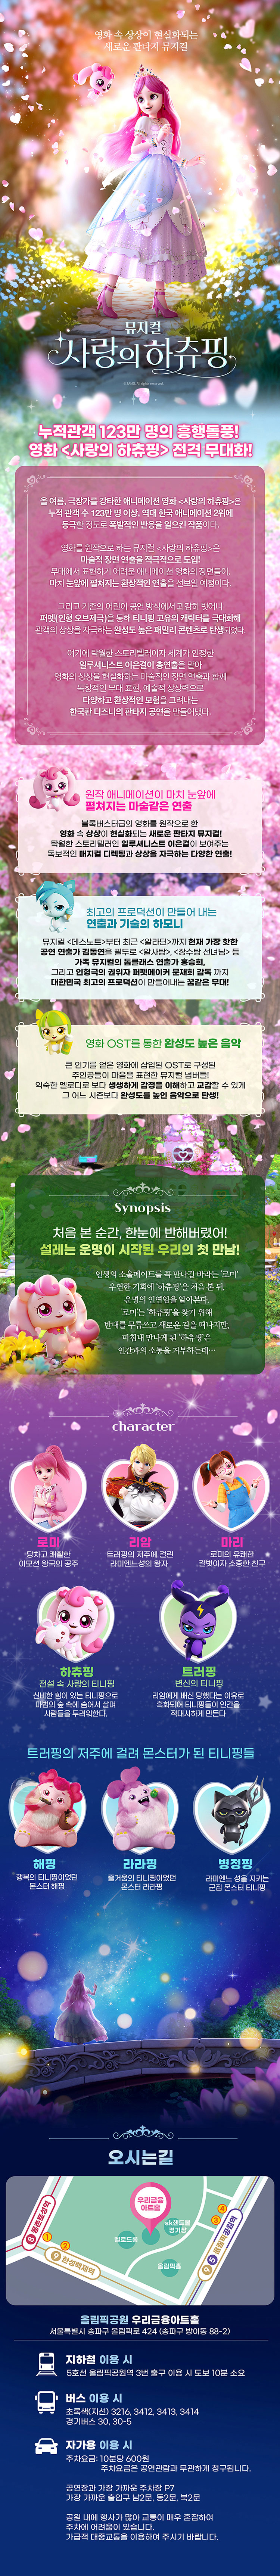 영화 속 상상이 현실화되는
새로운 판타지 뮤지컬
뮤지컬
사랑의 하츄핑
누적관객 123만 명의 흥행돌풍!
영화 <사랑의 하츄핑> 전격 무대화!
올 여름, 극장가를 강타한 애니메이션 영화 <사랑의 하츄핑>은
누적 관객 수 123만 명 이상, 역대 한국 애니메이션 2위에
등극할 정도로 폭발적인 반응을 일으킨 작품이다.
영화를 원작으로 하는 뮤지컬 <사랑의 하츄핑>은
마술적 장면 연출을 적극적으로 도입!
무대에서 표현하기 어려운 애니메이션 영화의 장면들이,
마치 눈앞에 펼쳐지는 환상적인 연출을 선보일 예정이다.
그리고 기존의 어린이 공연 방식에서 과감히 벗어나
퍼펫(인형 오브제극)을 통해 티니핑 고유의 캐릭터를 극대화해
관객의 상상을 자극하는 완성도 높은 패밀리 콘텐츠로 탄생되었다.
여기에 탁월한 스토리텔러이자 세계가 인정한
일루셔니스트 이은결이 총연출을 맡아
영화의 상상을 현실화하는 마술적인 장면 연출과 함께
독창적인 무대 표현, 예술적 상상력으로
다양하고 환상적인 모험을 그려내는
한국판 디즈니의 판타지 공연을 만들어냈다.
원작 애니메이션이 마치 눈앞에
펼쳐지는 마술같은 연출
블록버스터급의 영화를 원작으로 한
영화 속 상상이 현실화되는 새로운 판타지 뮤지컬!
탁월한 스토리텔러인 일루셔니스트 이은결이 보여주는
독보적인 매지컬 디렉팅과 상상을 자극하는 다양한 연출!
최고의 프로덕션이 만들어 내는
연출과 기술의 하모니
뮤지컬 <데스노트>부터 최근 <알라딘>까지 현재 가장 핫한
공연 연출가 김동연을 필두로 <알사탕>, <장수탕 선녀님> 등
가족 뮤지컬의 톱클래스 연출가 홍승희,
그리고 인형극의 권위자 퍼펫메이커 문재희 감독 까지
대한민국 최고의 프로덕션이 만들어내는 꿈같은 무대!
영화 OST를 통한 완성도 높은 음악
큰 인기를 얻은 영화에 삽입된 OST로 구성된
주인공들이 마음을 표현한 뮤지컬 넘버들!
익숙한 멜로디로 보다 생생하게 감정을 이해하고 교감할 수 있게
그 어느 시즌보다 완성도를 높인 음악으로 탄생!
Synopsis
처음 본 순간, 한눈에 반해버렸어!
설레는 운명이 시작된 우리의 첫 만남!
인생의 소울메이트를 꼭 만나길 바라는 '로미'
우연한 기회에 '하츄핑'을 처음 본 뒤,
운명의 인연임을 알아본다.
'로미'는 '하츄핑'을 찾기 위해
반대를 무릅쓰고 새로운 길을 떠나지만,
마침내 만나게 된 '하츄핑'은
인간과의 소통을 거부하는데…
character
로미
당차고 쾌활한
이모션 왕국의 공주
리암
트러핑의 저주에 걸린
라미엔느성의 왕자
마리
로미의 유쾌한
길벗이자 소중한 친구
하츄핑
전설 속 사랑의 티니핑
신비한 힘이 있는 티니핑으로
마법의 숲 속에 숨어서 살며
사람들을 두려워한다.
트러핑
변신의 티니핑
리암에게 배신 당했다는 이유로
흑화되어 티니핑들이 인간을
적대시하게 만든다
트러핑의 저주에 걸려 몬스터가 된 티니핑들
해핑
행복의 티니핑이었던
몬스터 해핑
라라핑
즐거움의 티니핑이었던
몬스터 라라핑
병정핑
라미엔느 성을 지키는
군집 몬스터 티니핑
오시는길
우리금융
아트홀
sk핸드볼
경기장
벨로드롬
올림픽홀
8 몽촌토성역
1
2
9 한성백제역
3
4
9 5 올림픽공원역
올림픽공원 우리금융아트홀
서울특별시 송파구 올림픽로 424 (송파구 방이동 88-2)
지하철 이용 시
5호선 올림픽공원역 3번 출구 이용 시 도보 10분 소요
버스 이용 시
초록색(지선) 3216, 3412, 3413, 3414
경기버스 30, 30-5
자가용 이용 시
주차요금: 10분당 600원
주차요금은 공연관람과 무관하게 청구됩니다.
공연장과 가장 가까운 주차장 P7
가장 가까운 출입구 남2문, 동2문, 북2문
공원 내에 행사가 많아 교통이 매우 혼잡하여
주차에 어려움이 있습니다.
가급적 대중교통을 이용하여 주시기 바랍니다.